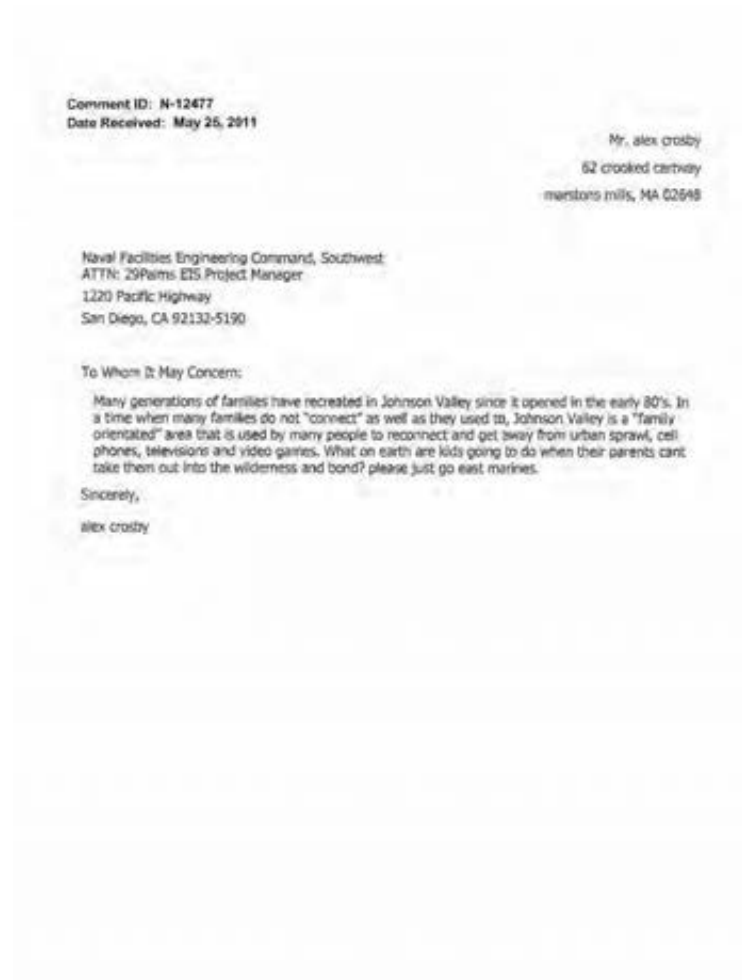 Comment ID: N-12477
Date Received: May 25, 2011
Mr. alex crosby
62 crooked cartway
marstons mills, MA 02648
Naval Facilities Engineering Command, Southwest
ATTN: 29Palms EIS Project Manager
1220 Pacific Highway
San Diego, CA 92132-5190
To Whom It May Concern:
Many generations of families have recreated in Johnson Valley since it opened in the early 80's. In
a time when many familes do not "connect" as well as they used to, Johnson Valley is a "family
orientated" area that is used by many people to reconnect and get away from urban sprawl, cell
phones, televisions and video games. What on earth are kids going to do when their parents cant
take them out into the wilderness and bond? please just go east marines.
Sincerely,
alex crosby